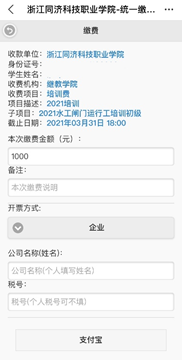 浙江同济科技职业学院-统一缴...
缴费
收款单位: 浙江同济科技职业学院
身份证号:
学生姓名:
收费机构: 继教学院
收费项目: 培训费
项目描述: 2021培训
子项目: 2021水工闸门运行工培训初级
截止日期: 2021年03月31日 18:00
本次缴费金额（元）:
1000
备注:
本次缴费说明
开票方式:
企业
公司名称(姓名):
公司名称(个人填写姓名)
税号:
税号(个人税号可不填)
支付宝